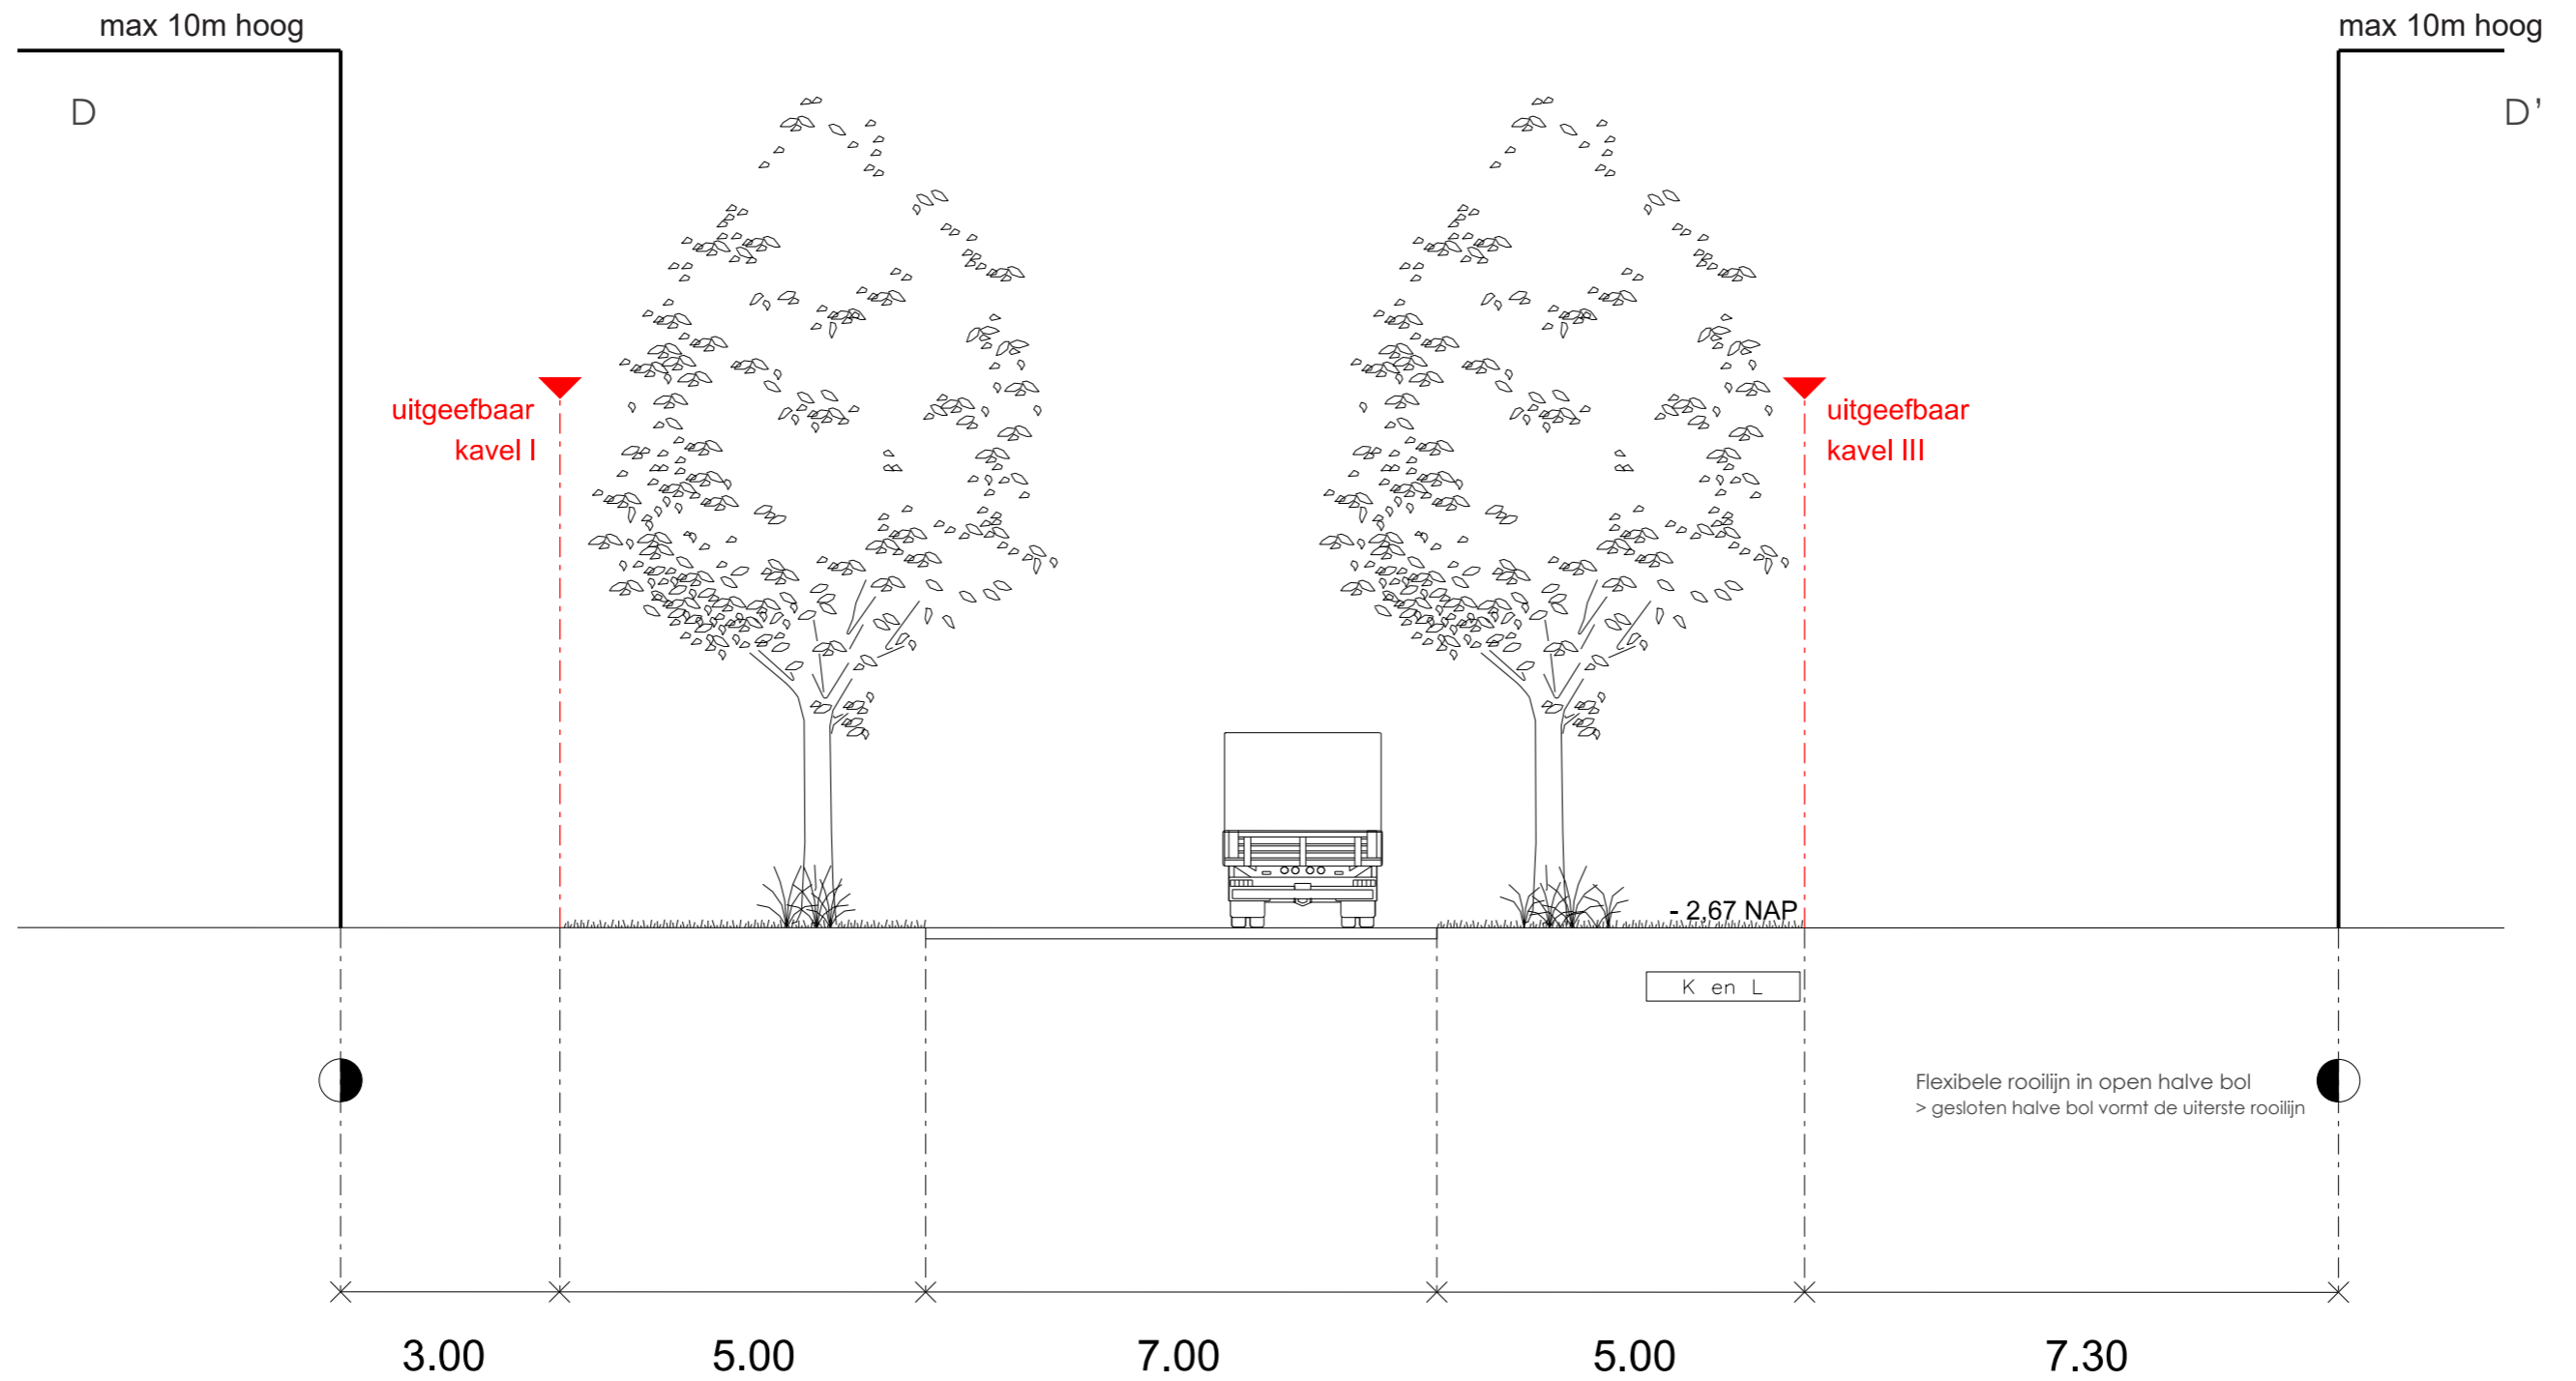 max 10m hoog
max 10m hoog
D
D'
uitgeefbaar
kavel I
uitgeefbaar
kavel III
- 2,67 NAP
K en L
Flexibele rooilijn in open halve bol
> gesloten halve bol vormt de uiterste rooilijn
3.00
5.00
7.00
5.00
7.30